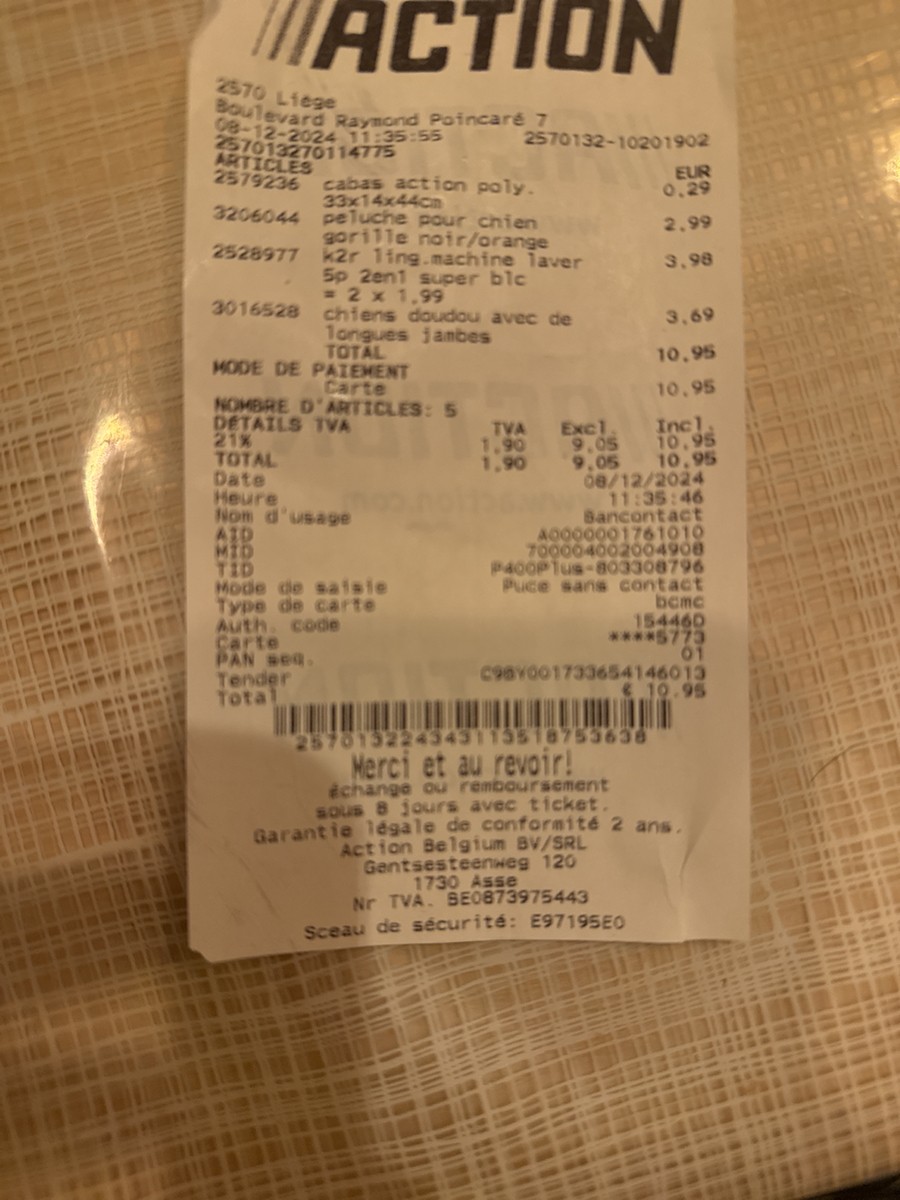 ACTION
2570 Liège
Boulevard Raymond Poincaré 7
08-12-2024 11:35:55 2570132-10201902
257013270114775
ARTICLES EUR
2579236 cabas action poly. 0,29
33x14x44cm
3206044 peluche pour chien 2,99
gorille noir/orange
2528977 k2r ling.machine laver 3,98
5p 2en1 super blc
= 2 x 1,99
3016528 chiens doudou avec de 3,69
longues jambes
TOTAL 10,95
MODE DE PAIEMENT
Carte 10,95
NOMBRE D'ARTICLES: 5
DÉTAILS TVA TVA Excl. Incl.
21% 1,90 9,05 10,95
TOTAL 1,90 9,05 10,95
Date 08/12/2024
Heure 11:35:46
Nom d'usage Bancontact
AID A0000001761010
MID 700004002004908
TID P400Plus-803308796
Mode de saisie Puce sans contact
Type de carte bcmc
Auth. code 15446D
Carte ****5773
PAN seq. 01
Tender C98Y001733654146013
Total € 10,95
257013224343113518753638
Merci et au revoir!
échange ou remboursement
sous 8 jours avec ticket.
Garantie légale de conformité 2 ans.
Action Belgium BV/SRL
Gentsesteenweg 120
1730 Asse
Nr TVA. BE0873975443
Sceau de sécurité: E97195E0